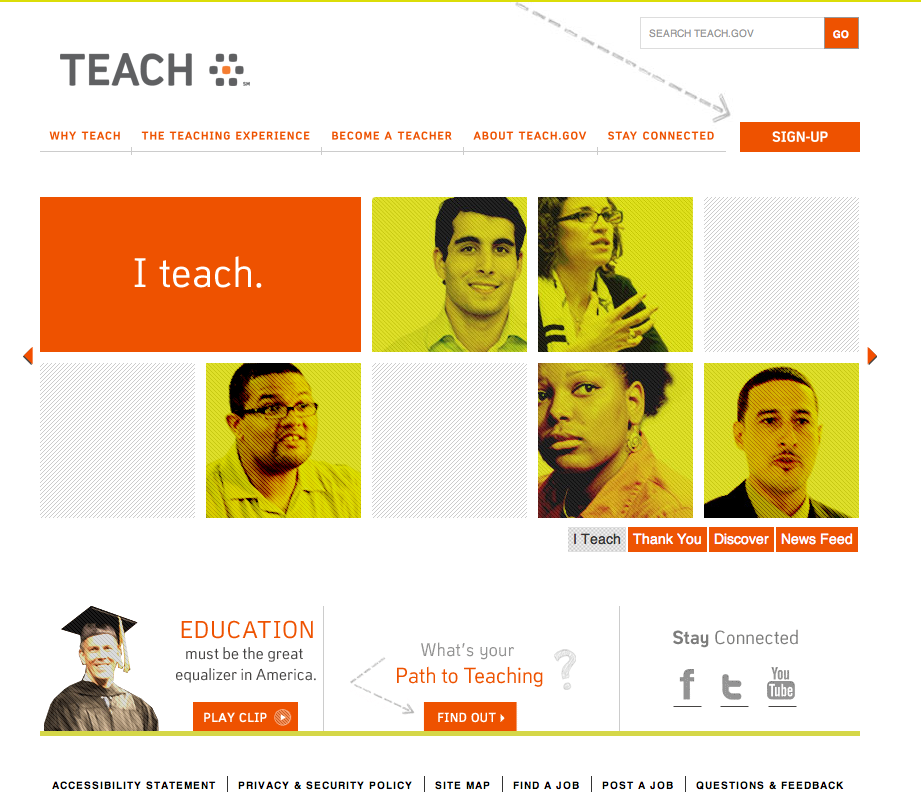 SEARCH TEACH.GOV
GO
TEACH SM
WHY TEACH
THE TEACHING EXPERIENCE
BECOME A TEACHER
ABOUT TEACH.GOV
STAY CONNECTED
SIGN-UP
I teach.
I Teach
Thank You
Discover
News Feed
EDUCATION
must be the great
equalizer in America.
PLAY CLIP
What's your
Path to Teaching
?
FIND OUT
Stay Connected
f
t
You
Tube
ACCESSIBILITY STATEMENT
PRIVACY & SECURITY POLICY
SITE MAP
FIND A JOB
POST A JOB
QUESTIONS & FEEDBACK